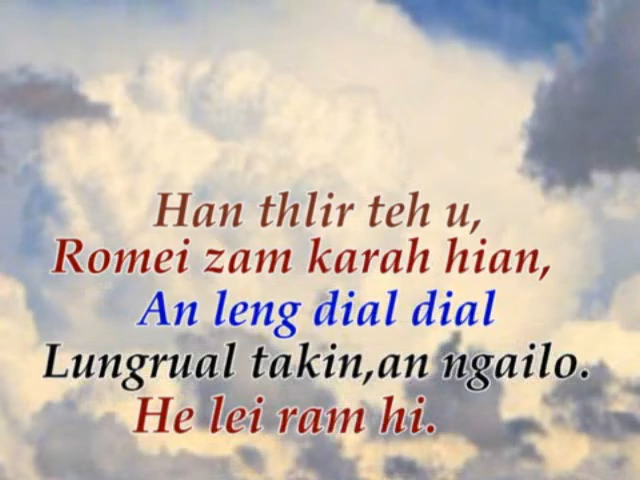 Han thlir teh u,
Romei zam karah hian,
An leng dial dial
Lungrual takin,an ngailo.
He lei ram hi.